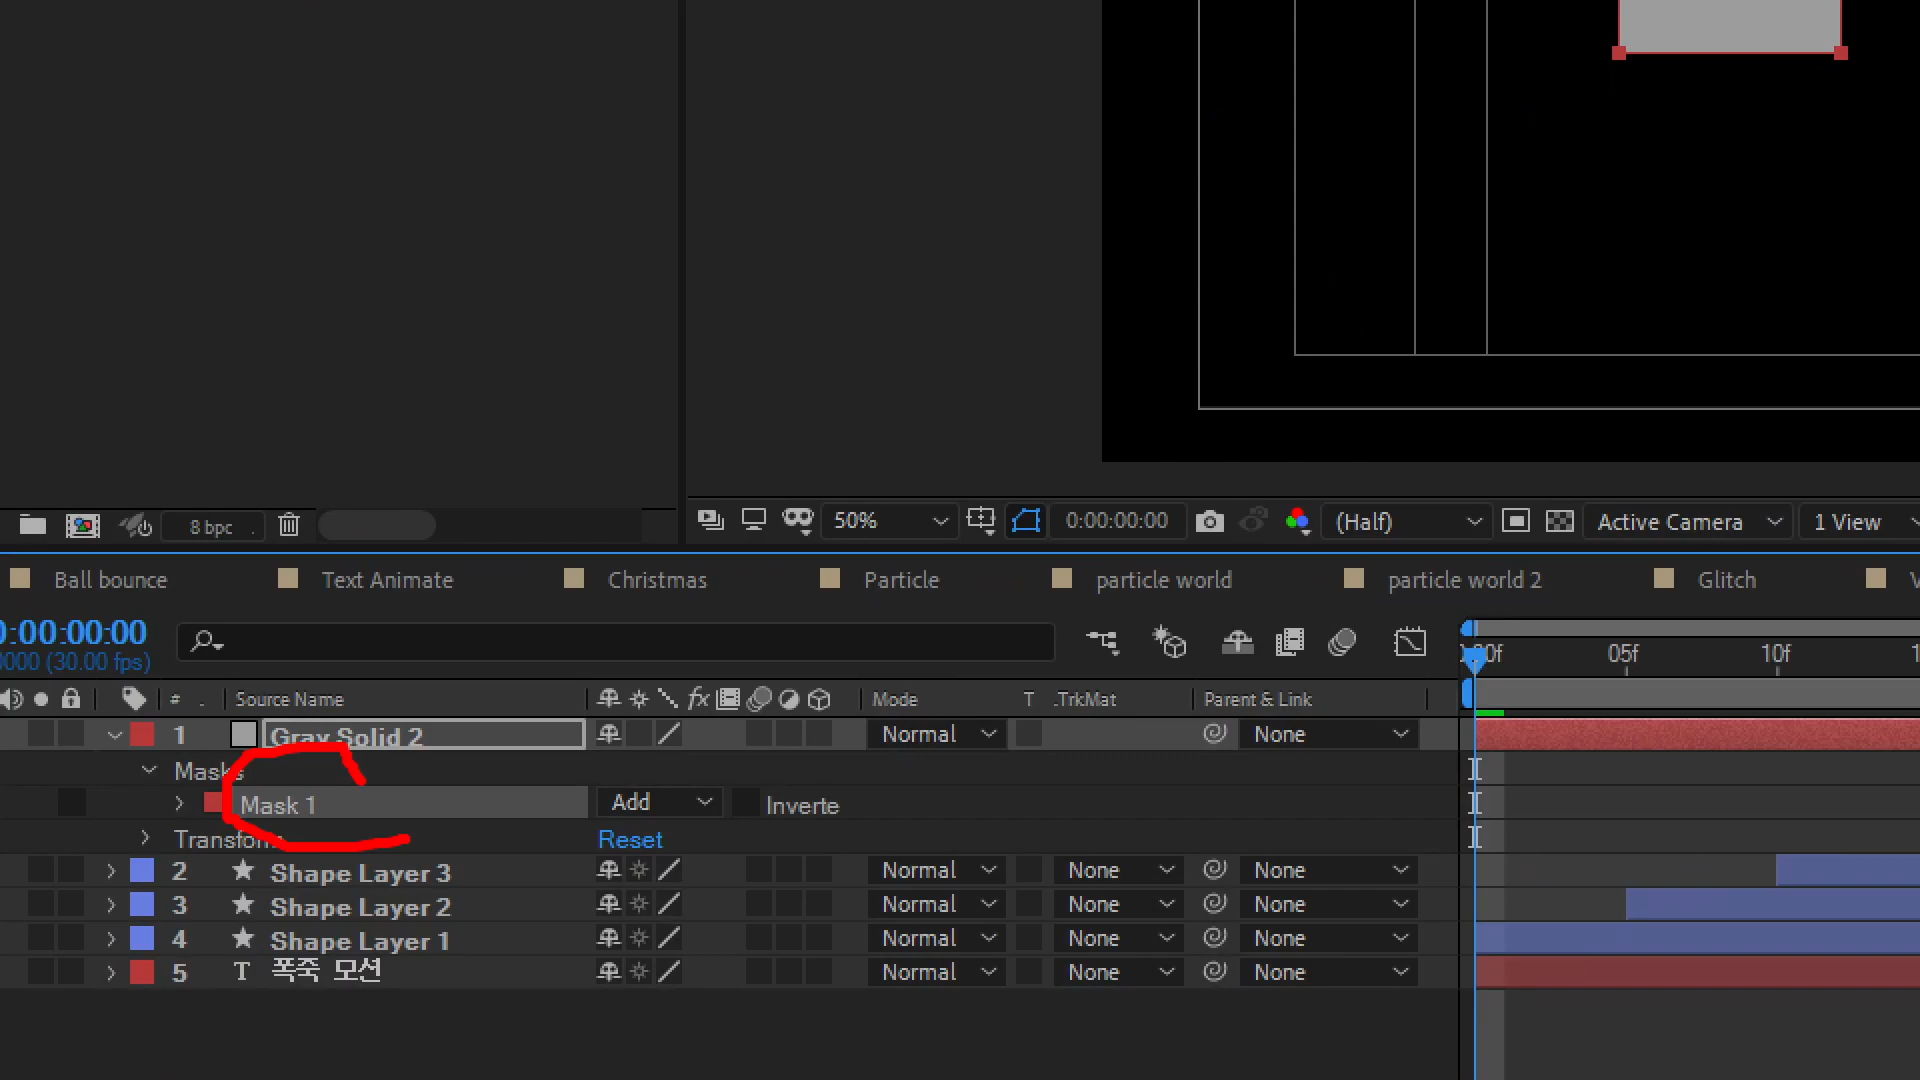 8 bpc
50%
0:00:00:00
(Half)
Active Camera
1 View
Ball bounce
Text Animate
Christmas
Particle
particle world
particle world 2
Glitch
0:00:00:00
0000 (30.00 fps)
05f
10f
#
Source Name
fx
Mode
T
.TrkMat
Parent & Link
1
Gray Solid 2
Normal
None
Masks
Mask 1
Add
Inverte
Transform
Reset
2
Shape Layer 3
Normal
None
None
3
Shape Layer 2
Normal
None
None
4
Shape Layer 1
Normal
None
None
5
T
폭죽 모션
Normal
None
None